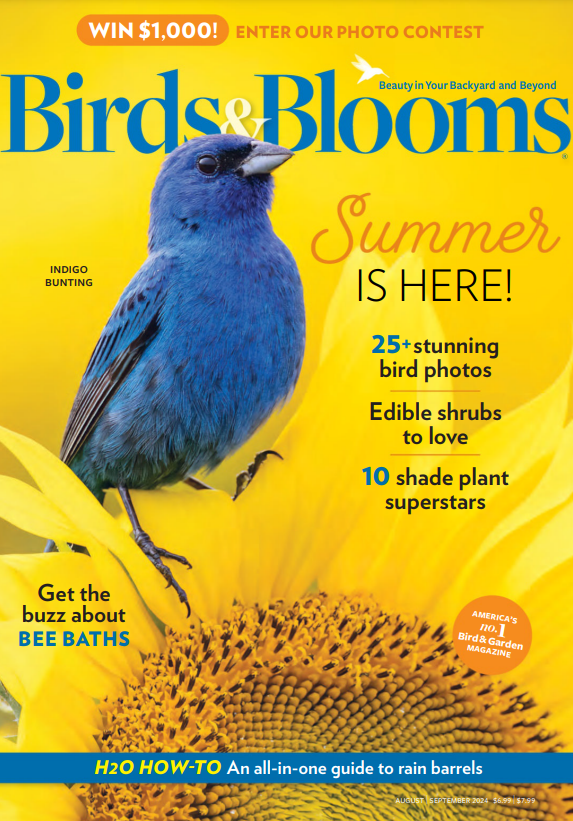 WIN $1,000! ENTER OUR PHOTO CONTEST
Beauty in Your Backyard and Beyond
Birds&Blooms®
Summer
IS HERE!
INDIGO
BUNTING
25+ stunning
bird photos
Edible shrubs
to love
10 shade plant
superstars
Get the
buzz about
BEE BATHS
AMERICA'S
no.1
Bird & Garden
MAGAZINE
H2O HOW-TO An all-in-one guide to rain barrels
AUGUST | SEPTEMBER 2024 $6.99 | $7.99